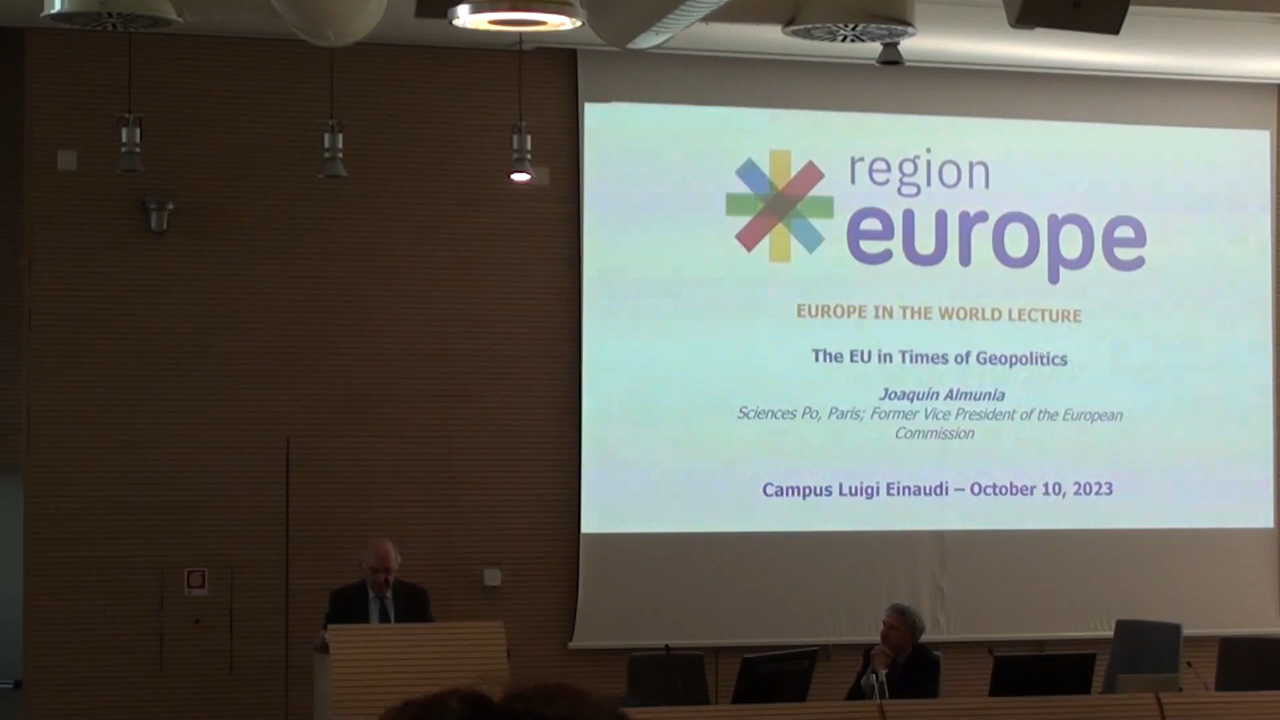 region
europe
EUROPE IN THE WORLD LECTURE
The EU in Times of Geopolitics
Joaquín Almunia
Sciences Po, Paris; Former Vice President of the European
Commission
Campus Luigi Einaudi – October 10, 2023